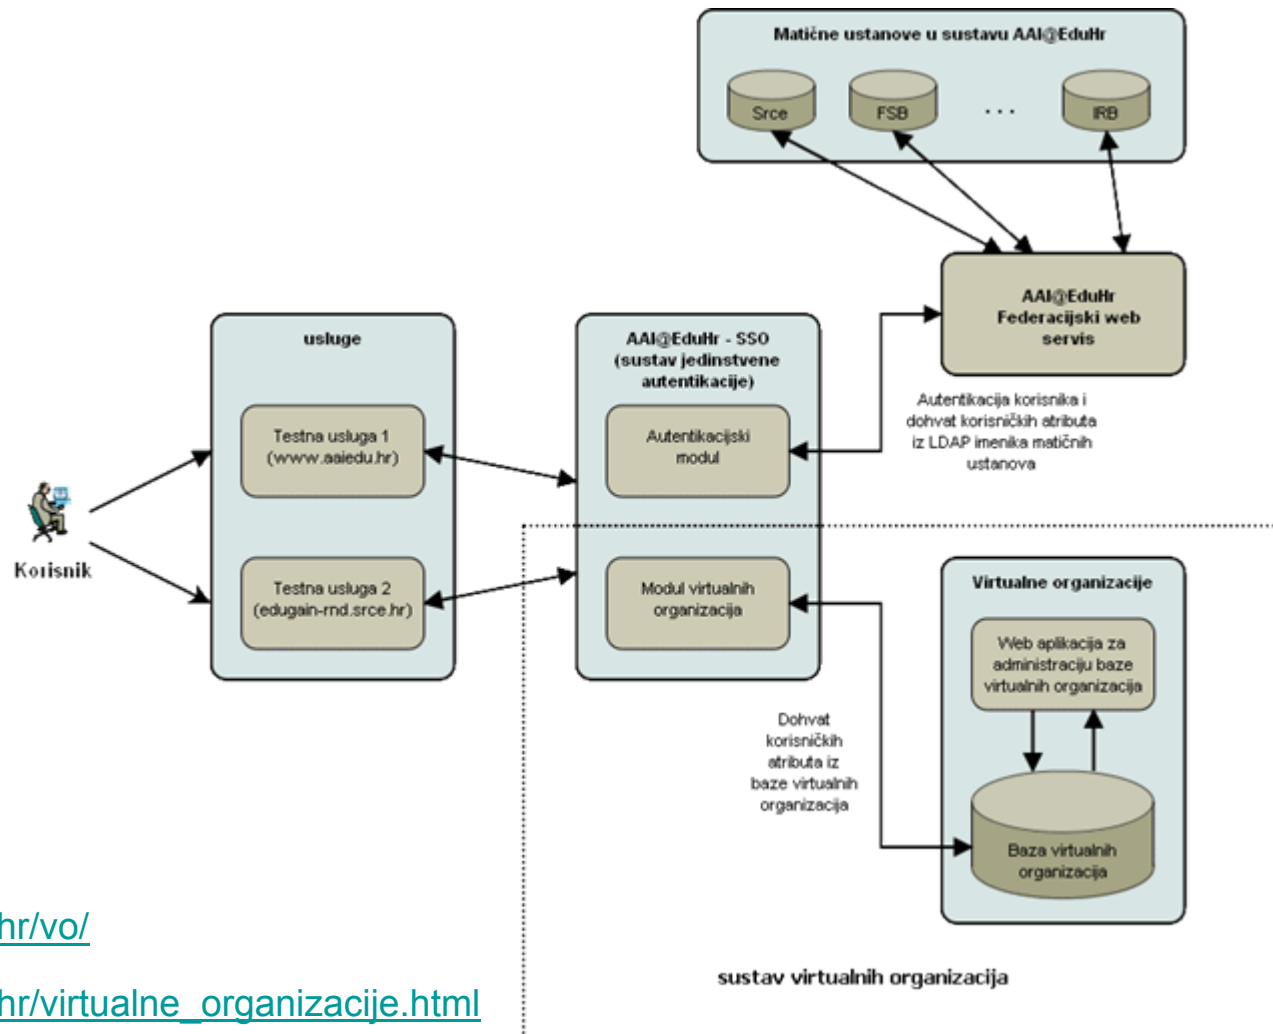 Matične ustanove u sustavu AAI@EduHr
Srce
FSB
. . .
IRB
AAI@EduHr
Federacijski web
servis
usluge
AAI@EduHr - SSO
(sustav jedinstvene
autentikacije)
Autentikacija korisnika i
dohvat korisničkih atributa
iz LDAP imenika matičnih
ustanova
Testna usluga 1
(www.aaiedu.hr)
Autentikacijski
modul
Korisnik
Testna usluga 2
(edugain-rnd.srce.hr)
Modul virtualnih
organizacija
Virtualne organizacije
Web aplikacija za
administraciju baze
virtualnih organizacija
Dohvat
korisničkih
atributa iz
baze virtualnih
organizacija
Baza virtualnih
organizacija
hr/vo/
sustav virtualnih organizacija
hr/virtualne_organizacije.html